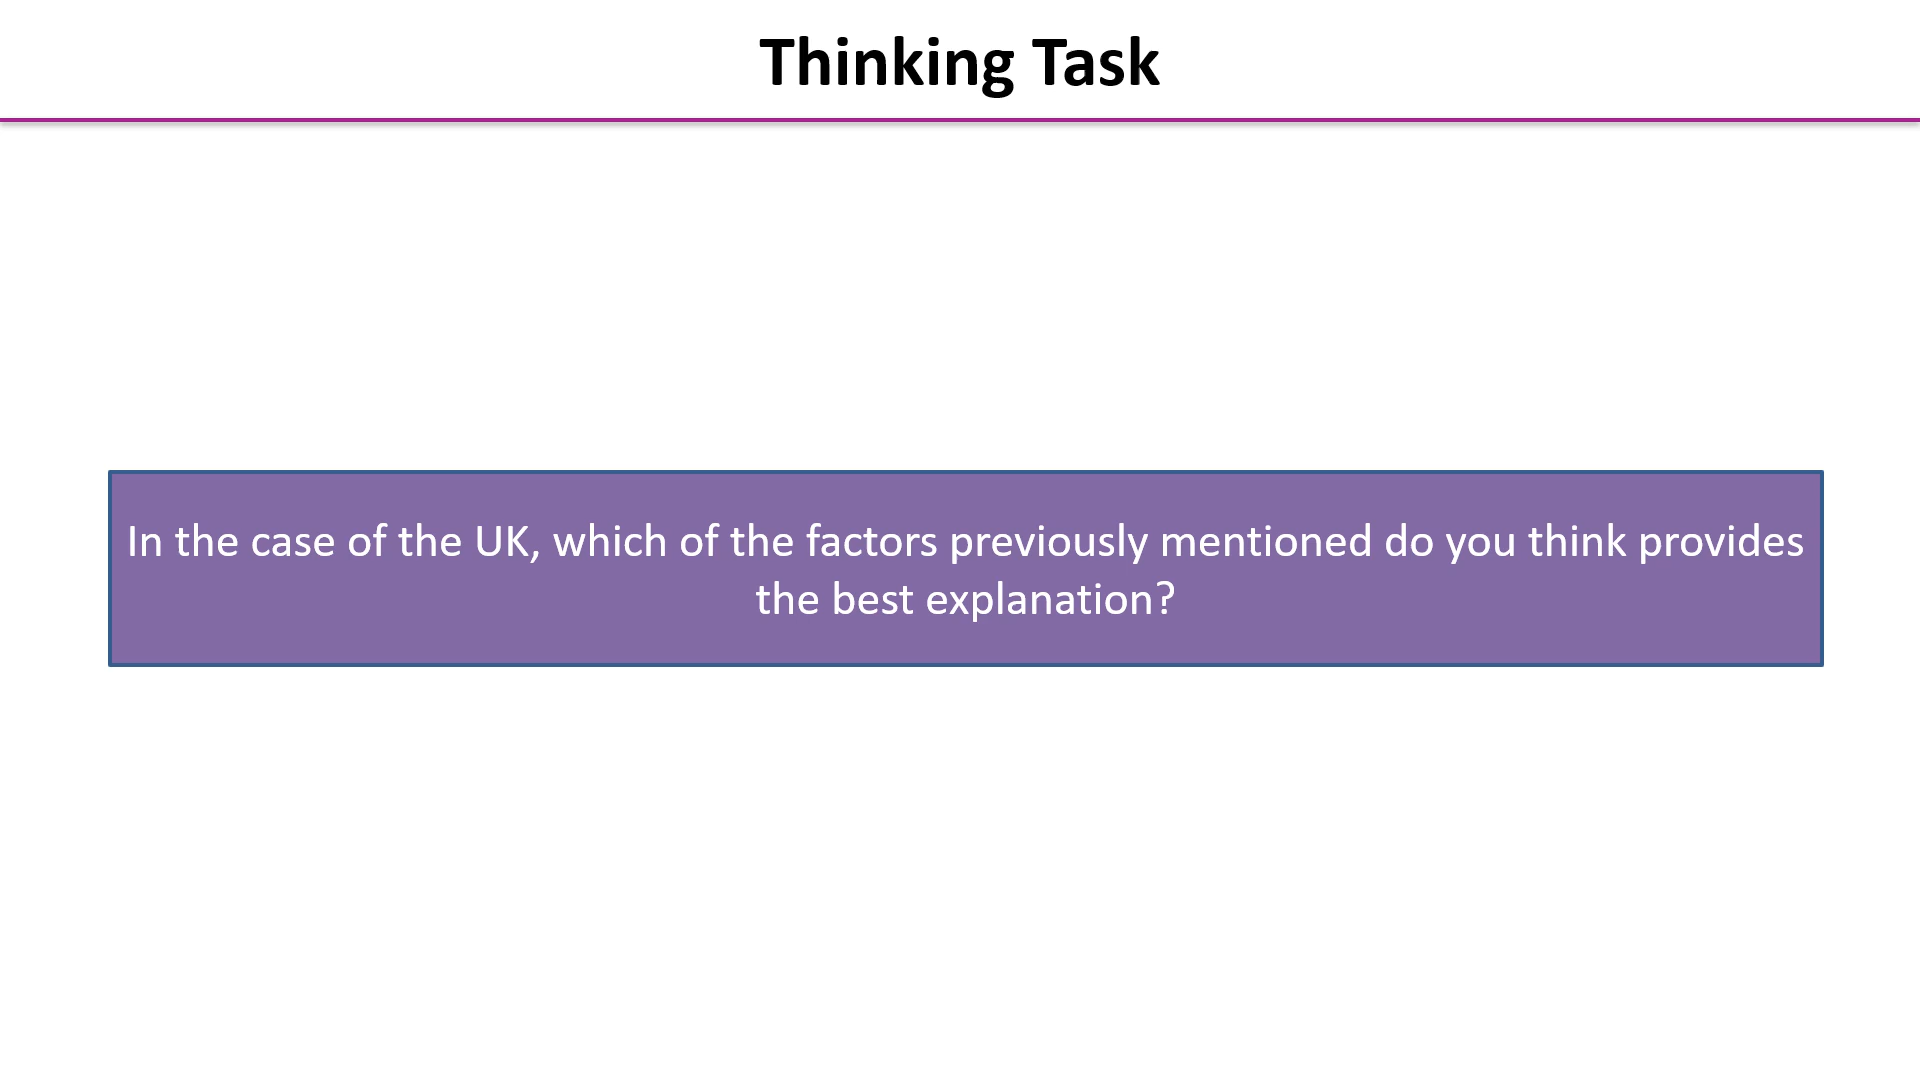 Thinking Task
In the case of the UK, which of the factors previously mentioned do you think provides
the best explanation?